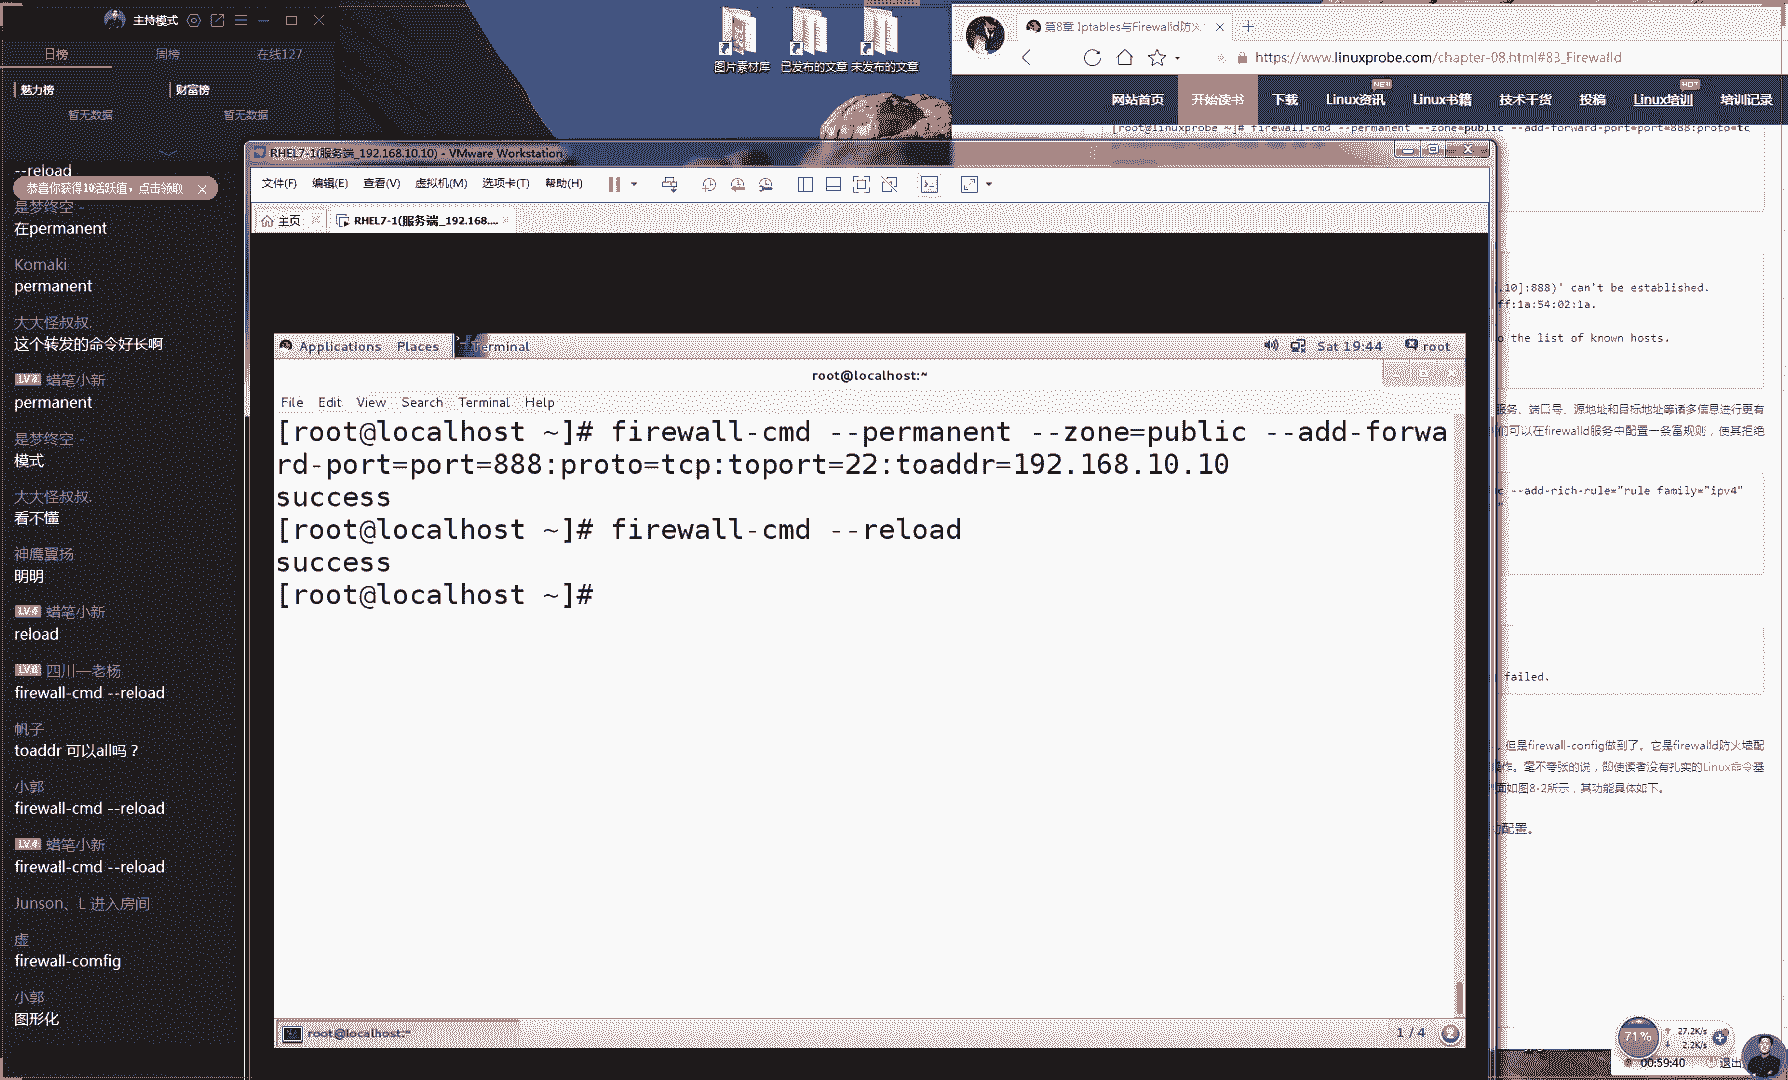 主持模式
日榜
周榜
在线127
魅力榜
财富榜
暂无数据
暂无数据
--reload
恭喜你获得10活跃值，点击领取
是梦终空
在permanent
Komaki
permanent
大大怪叔叔.
这个转发的命令好长啊
蜡笔小新
permanent
是梦终空
模式
大大怪叔叔.
看不懂
神鹰翼扬
明明
蜡笔小新
reload
四川—老杨
firewall-cmd --reload
帆子
toaddr 可以all吗？
小郭
firewall-cmd --reload
蜡笔小新
firewall-cmd --reload
Junson、L 进入房间
虚
firewall-comfig
小郭
图形化
图片素材库
已发布的文章
未发布的文章
第8章 Iptables与Firewalld防火
https://www.linuxprobe.com/chapter-08.html#83_Firewalld
网站首页
开始读书
下载
Linux资讯
NEW
Linux书籍
技术干货
投稿
Linux培训
HOT
培训记录
[root@linuxprobe ~]# firewall-cmd --permanent --zone=public --add-forward-port=port=888:proto=tc
RHEL7-1(服务端_192.168.10.10) - VMware Workstation
文件(F)
编辑(E)
查看(V)
虚拟机(M)
选项卡(T)
帮助(H)
主页
RHEL7-1(服务端_192.168....
Applications
Places
Terminal
Sat 19:44
root
root@localhost:~
File
Edit
View
Search
Terminal
Help
[root@localhost ~]# firewall-cmd --permanent --zone=public --add-forwa
rd-port=port=888:proto=tcp:toport=22:toaddr=192.168.10.10
success
[root@localhost ~]# firewall-cmd --reload
success
[root@localhost ~]#
root@localhost:~
1 / 4
.10]:888)' can't be established.
ff:1a:54:02:1a.
the list of known hosts.
服务、端口号、源地址和目标地址等诸多信息进行更有
们可以在firewalld服务中配置一条富规则，使其拒绝
--add-rich-rule="rule family="ipv4"
failed.
但是firewall-config做到了。它是firewalld防火墙配
操作。毫不夸张的说，即使读者没有扎实的Linux命令基
界面如图8-2所示，其功能具体如下。
配置。
71%
27.2K/s
2.2K/s
00:59:40
退出